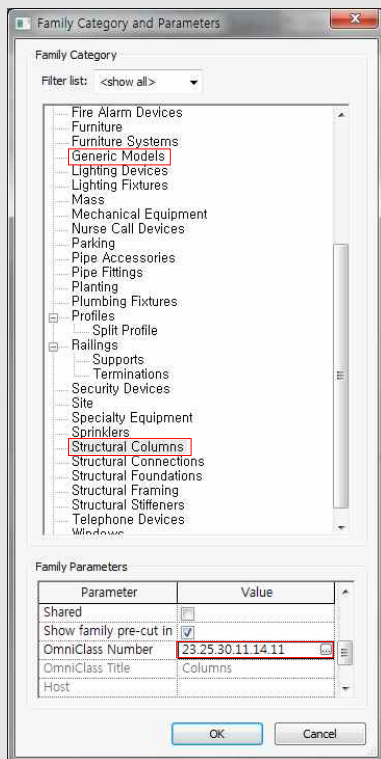 Family Category and Parameters
Family Category
Filter list: <show all>
Fire Alarm Devices
Furniture
Furniture Systems
Generic Models
Lighting Devices
Lighting Fixtures
Mass
Mechanical Equipment
Nurse Call Devices
Parking
Pipe Accessories
Pipe Fittings
Planting
Plumbing Fixtures
Profiles
Split Profile
Railings
Supports
Terminations
Security Devices
Site
Specialty Equipment
Sprinklers
Structural Columns
Structural Connections
Structural Foundations
Structural Framing
Structural Stiffeners
Telephone Devices
Windows
Family Parameters
Parameter Value
Shared
Show family pre-cut in
OmniClass Number 23.25.30.11.14.11
OmniClass Title Columns
Host
OK Cancel